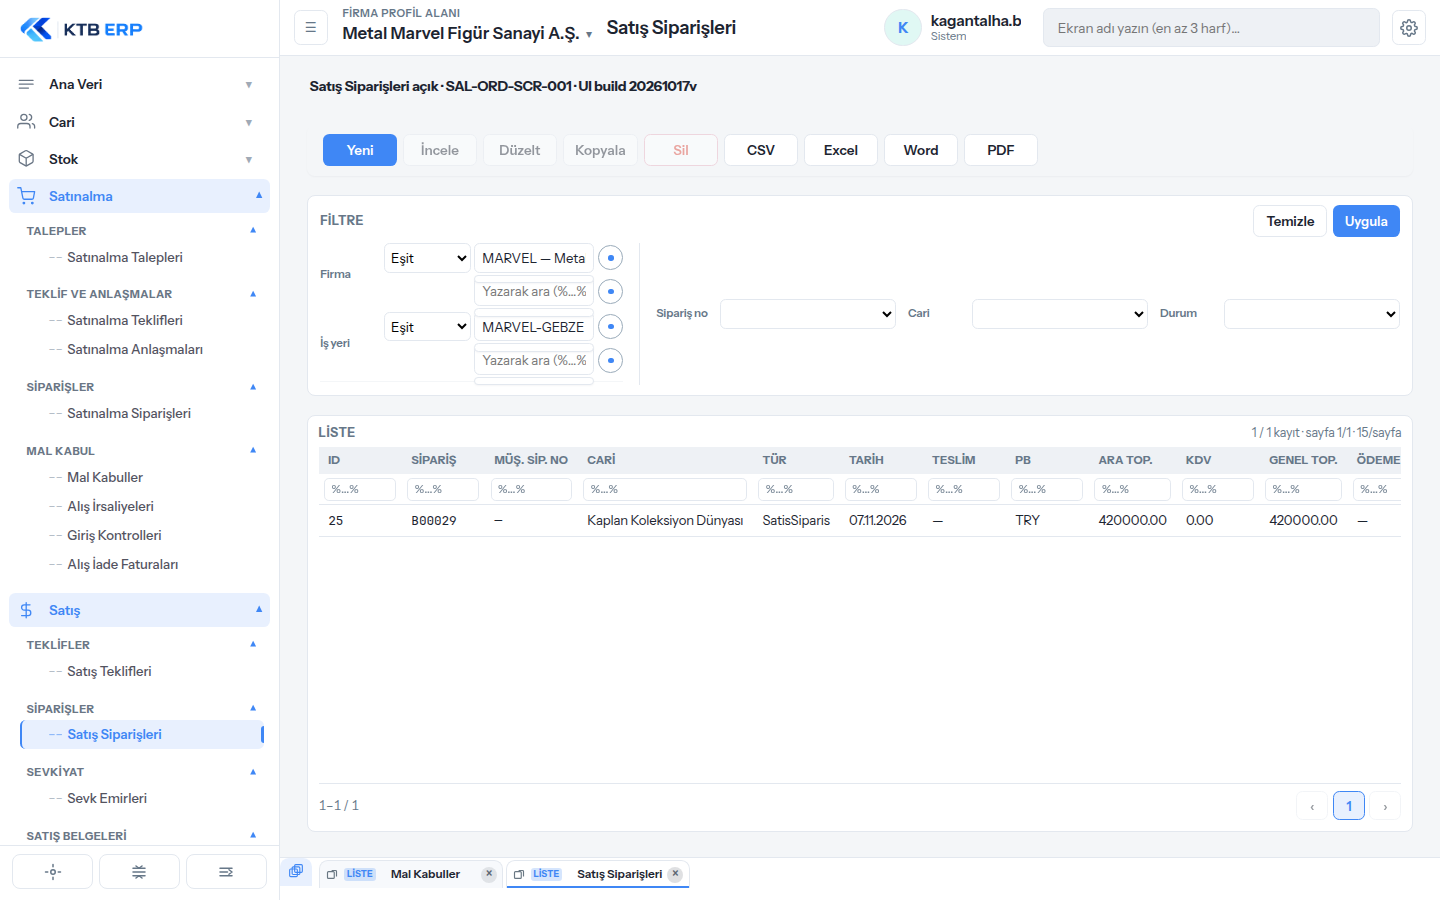 KTB ERP
FİRMA PROFİL ALANI
Metal Marvel Figür Sanayi A.Ş.
Satış Siparişleri
K
kagantalha.b
Sistem
Ekran adı yazın (en az 3 harf)...
Ana Veri
Cari
Stok
Satınalma
TALEPLER
Satınalma Talepleri
TEKLİF VE ANLAŞMALAR
Satınalma Teklifleri
Satınalma Anlaşmaları
SİPARİŞLER
Satınalma Siparişleri
MAL KABUL
Mal Kabuller
Alış İrsaliyeleri
Giriş Kontrolleri
Alış İade Faturaları
Satış
TEKLİFLER
Satış Teklifleri
SİPARİŞLER
Satış Siparişleri
SEVKİYAT
Sevk Emirleri
SATIŞ BELGELERİ
Satış Siparişleri açık · SAL-ORD-SCR-001 · UI build 20261017v
Yeni İncele Düzelt Kopyala Sil CSV Excel Word PDF
FİLTRE
Temizle Uygula
Firma Eşit MARVEL — Meta
Yazarak ara (%...%
İş yeri Eşit MARVEL-GEBZE
Yazarak ara (%...%
Sipariş no Cari Durum
LİSTE
1 / 1 kayıt · sayfa 1/1 · 15/sayfa
ID SİPARİŞ MÜŞ. SİP. NO CARİ TÜR TARİH TESLİM PB ARA TOP. KDV GENEL TOP. ÖDEME
%...% %...% %...% %...% %...% %...% %...% %...% %...% %...% %...% %...%
25 B00029 — Kaplan Koleksiyon Dünyası SatisSiparis 07.11.2026 — TRY 420000.00 0.00 420000.00 —
1–1 / 1
‹ 1 ›
LİSTE Mal Kabuller ×
LİSTE Satış Siparişleri ×